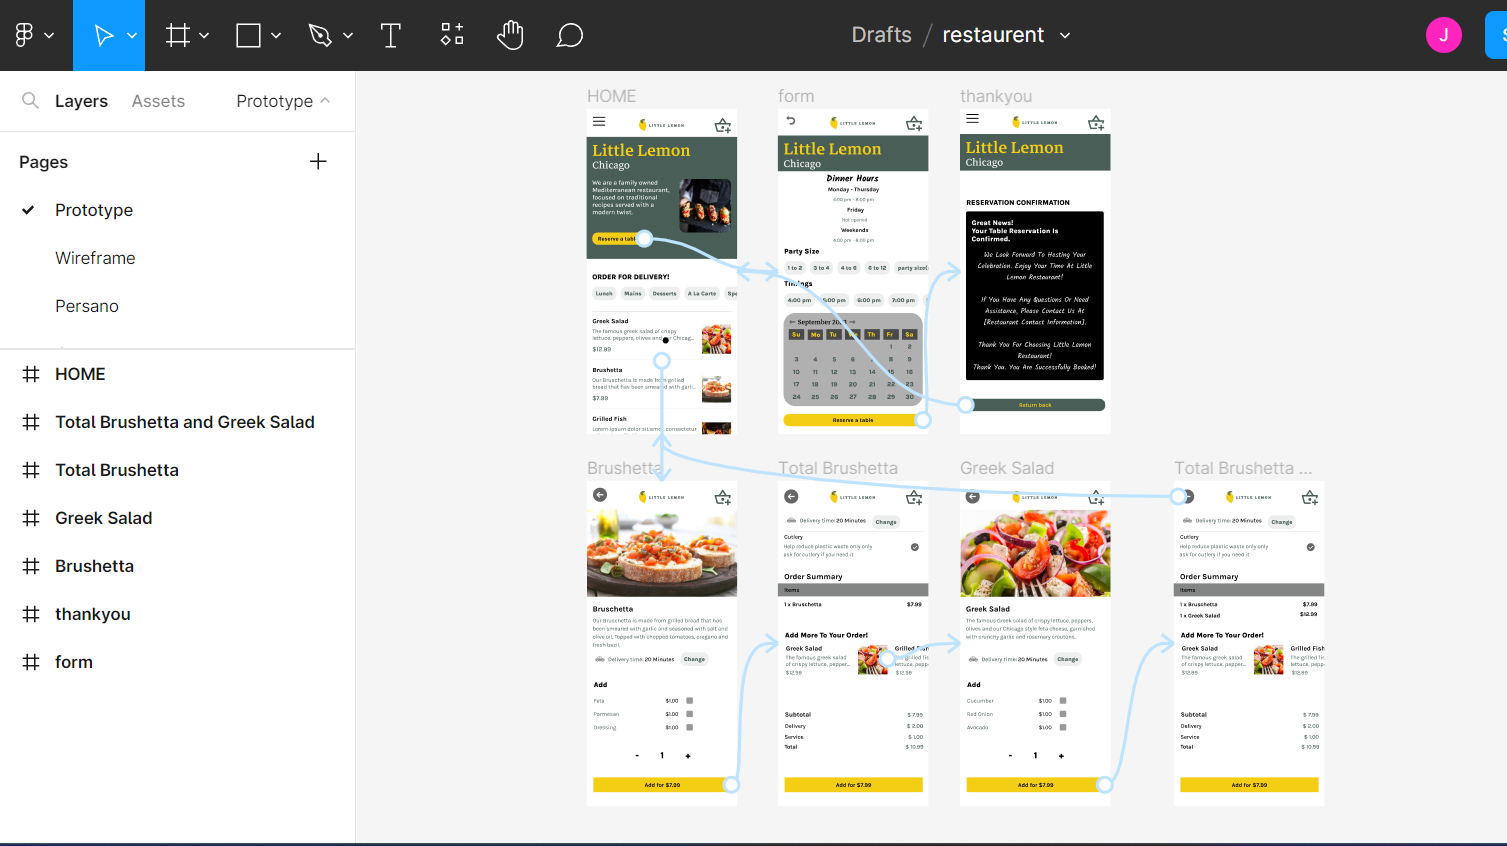 Drafts / restaurent
J
S
Layers
Assets
Prototype
Pages
Prototype
Wireframe
Persano
HOME
Total Brushetta and Greek Salad
Total Brushetta
Greek Salad
Brushetta
thankyou
form
HOME
LITTLE LEMON
Little Lemon
Chicago
We are a family owned
Mediterranean restaurant,
focused on traditional
recipes served with a
modern twist.
Reserve a tabl
ORDER FOR DELIVERY!
Lunch Mains Desserts A La Carte Spe
Greek Salad
The famous greek salad of crispy
lettuce, peppers, olives and our Chicag...
$12.99
Brushetta
Our Bruschetta is made from grilled
bread that has been smeared with garli...
$7.99
Grilled Fish
Lorem ipsum dolor sit amet, consectetur
form
LITTLE LEMON
Little Lemon
Chicago
Dinner Hours
Monday - Thursday
4:00 pm - 8:00 pm
Friday
Not opened
Weekends
4:00 pm - 8:00 pm
Party Size
1 to 2 3 to 4 4 to 6 6 to 12 party size(
Timings
4:00 pm 5:00 pm 6:00 pm 7:00 pm
September
Su Mo Tu We Th Fr Sa
1 2
3 4 5 6 7 8 9
10 11 12 13 14 15 16
17 18 19 20 21 22 23
24 25 26 27 28 29 30
Reserve a table
thankyou
LITTLE LEMON
Little Lemon
Chicago
RESERVATION CONFIRMATION
Great News!
Your Table Reservation Is
Confirmed.
We Look Forward To Hosting Your
Celebration. Enjoy Your Time At Little
Lemon Restaurant!
If You Have Any Questions Or Need
Assistance, Please Contact Us At
[Restaurant Contact Information].
Thank You For Choosing Little Lemon
Restaurant!
Thank You. You Are Successfully Booked!
Return back
Brushetta
LITTLE LEMON
Bruschetta
Our Bruschetta is made from grilled bread that has
been smeared with garlic and seasoned with salt and
olive oil. Topped with chopped tomatoes, oregano and
fresh basil.
Delivery time: 20 Minutes Change
Add
Feta $1.00
Parmesan $1.00
Dressing $1.00
- 1 +
Add for $7.99
Total Brushetta
LITTLE LEMON
Delivery time: 20 Minutes Change
Cutlery
Help reduce plastic waste only only
ask for cutlery if you need it
Order Summary
Items
1 x Bruschetta $7.99
Add More To Your Order!
Greek Salad
The famous greek salad
of crispy lettuce, pepper...
$12.99
Grilled Fish
The grilled fis
lettuce, pepp
$12.99
Subtotal $ 7.99
Delivery $ 2.00
Service $ 1.00
Total $ 10.99
Add for $7.99
Greek Salad
LITTLE LEMON
Greek Salad
The famous greek salad of crispy lettuce, peppers,
olives and our Chicago style feta cheese, garnished
with crunchy garlic and rosemary croutons.
Delivery time: 20 Minutes Change
Add
Cucumber $1.00
Red Onion $1.00
Avocado $1.00
- 1 +
Add for $7.99
Total Brushetta ...
LITTLE LEMON
Delivery time: 20 Minutes Change
Cutlery
Help reduce plastic waste only only
ask for cutlery if you need it
Order Summary
Items
1 x Bruschetta $7.99
1 x Greek Salad $12.99
Add More To Your Order!
Greek Salad
The famous greek salad
of crispy lettuce, pepper...
$12.99
Grilled Fish
The grilled fis
lettuce, pepp
$12.99
Subtotal $ 7.99
Delivery $ 2.00
Service $ 1.00
Total $ 10.99
Add for $7.99